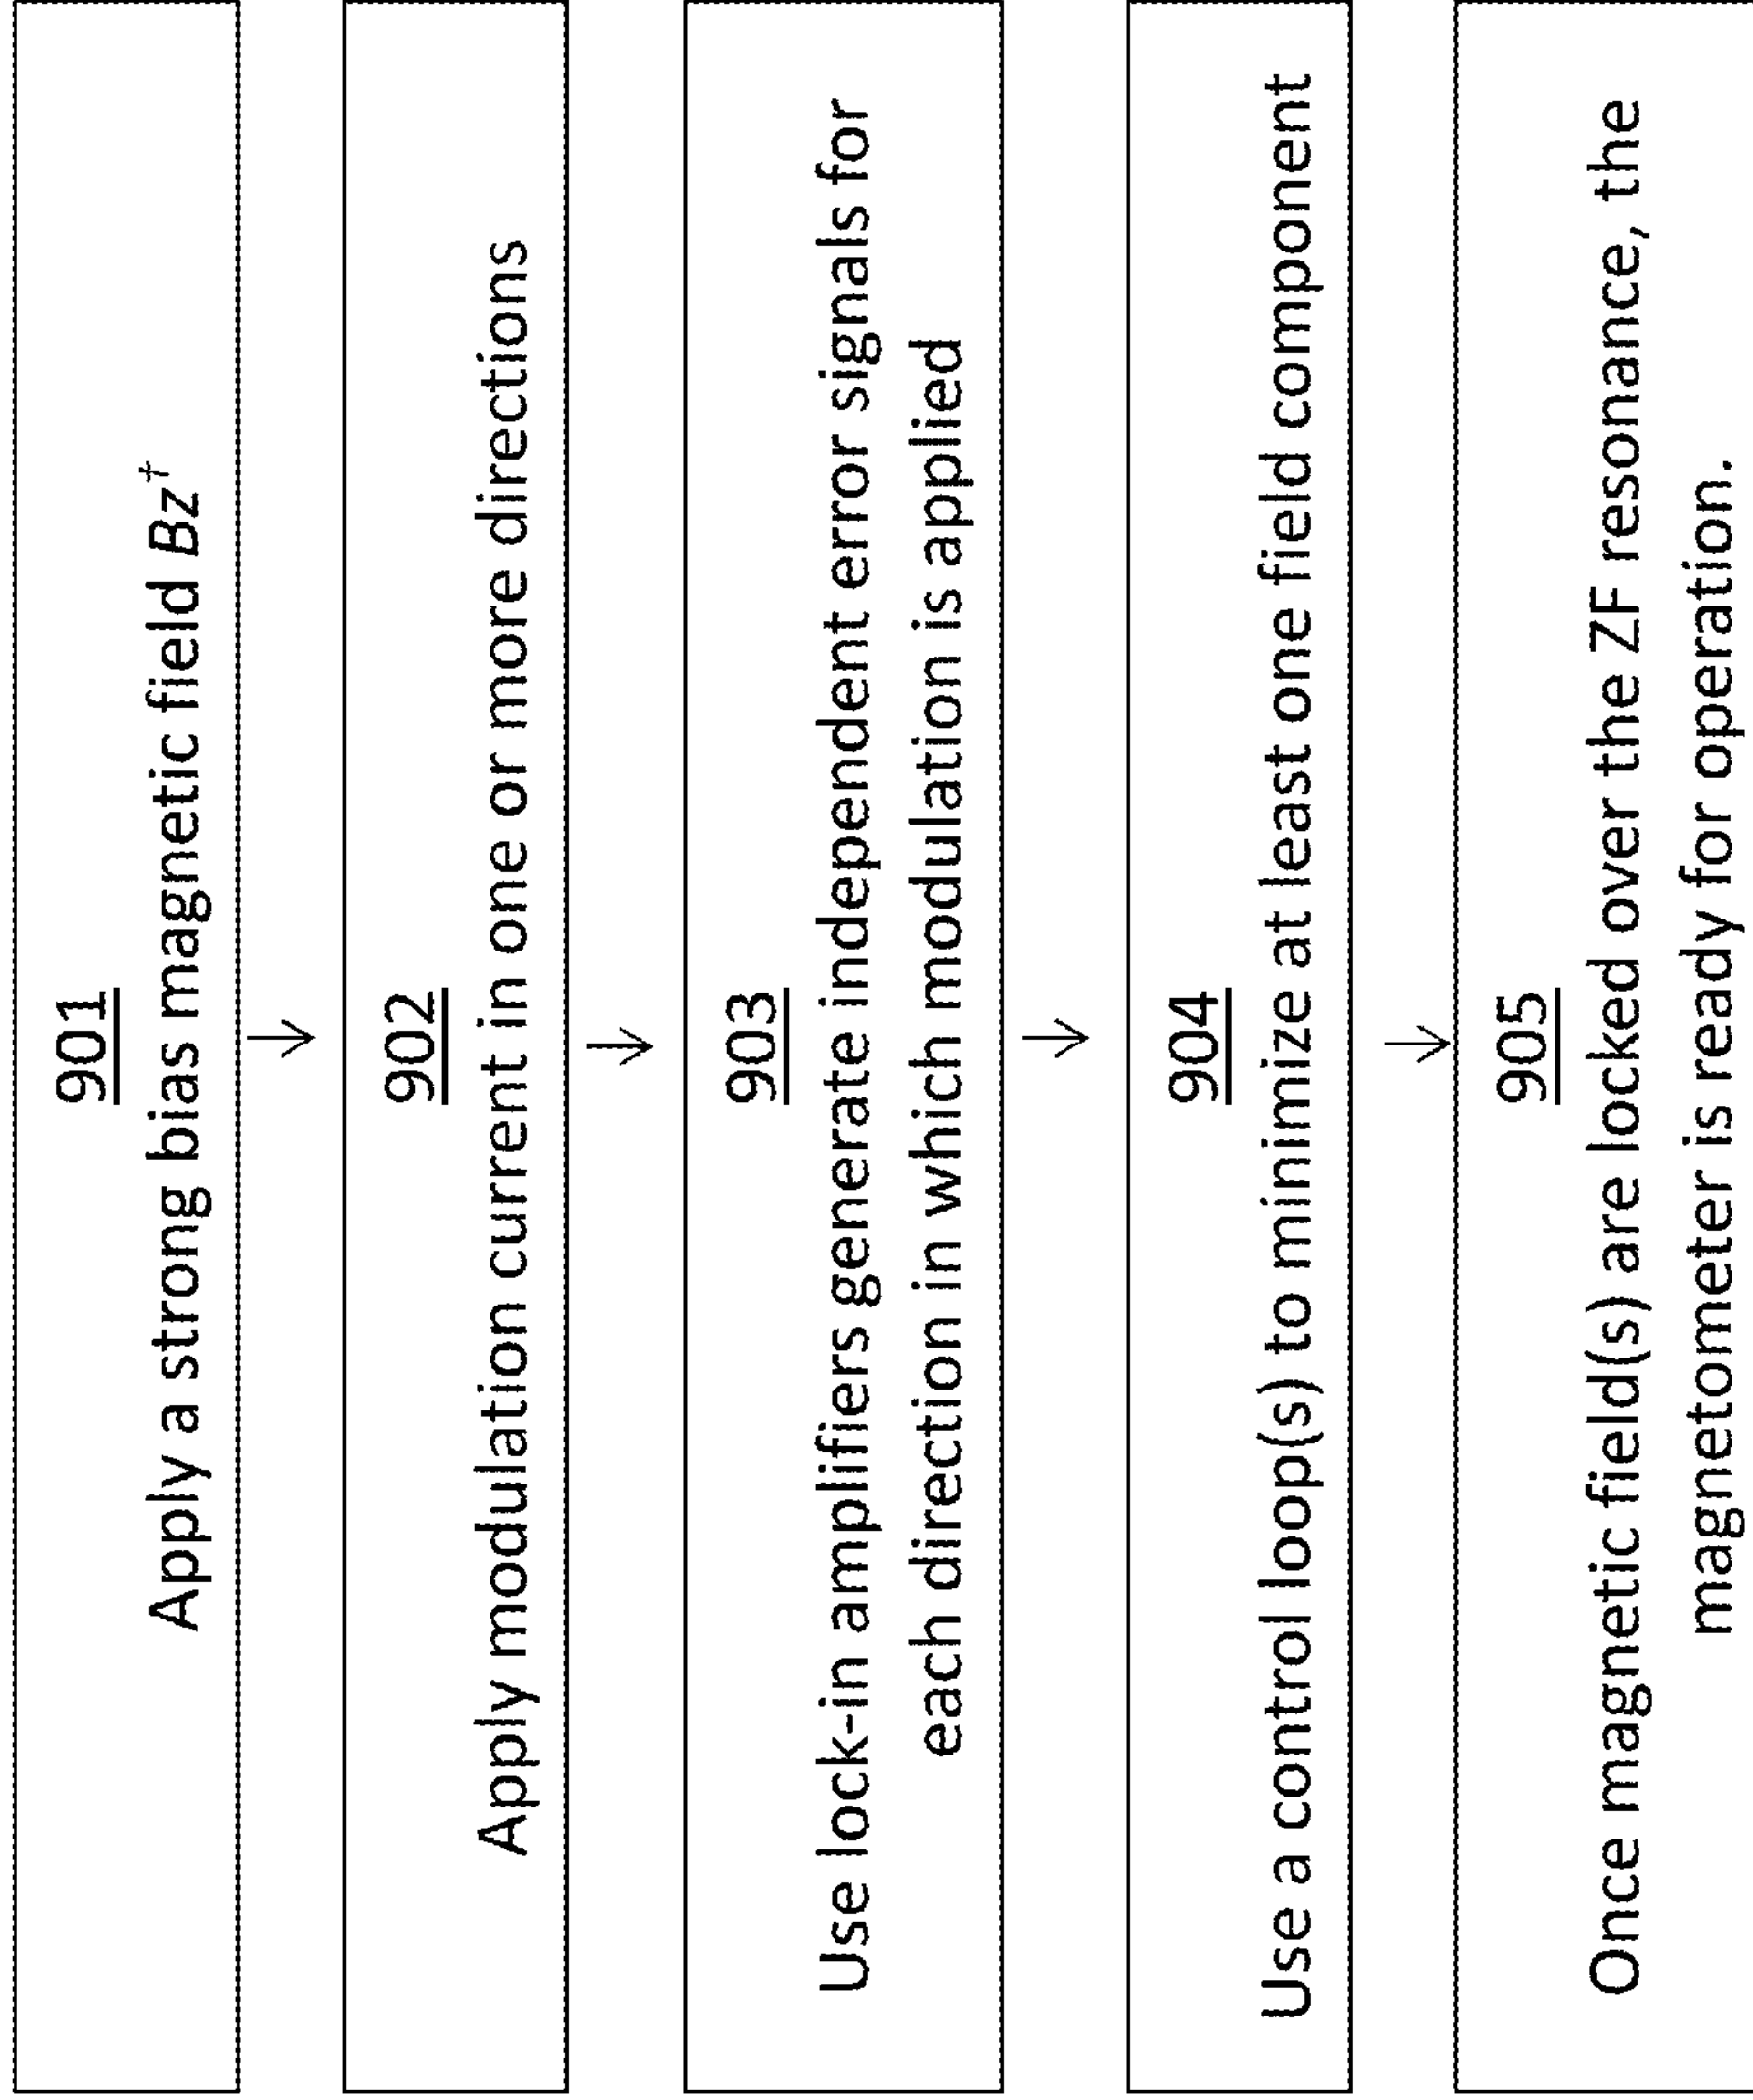 901
Apply a strong bias magnetic field Bz†
902
Apply modulation current in one or more directions
903
Use lock-in amplifiers generate independent error signals for
each direction in which modulation is applied
904
Use a control loop(s) to minimize at least one field component
905
Once magnetic field(s) are locked over the ZF resonance, the
magnetometer is ready for operation.